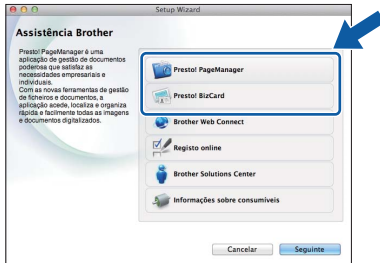 Setup Wizard
Assistência Brother
Presto! PageManager é uma
aplicação de gestão de documentos
poderosa que satisfaz as
necessidades empresariais e
individuais.
Com as novas ferramentas de gestão
de ficheiros e documentos, a
aplicação acede, localiza e organiza
rápida e facilmente todas as imagens
e documentos digitalizados.
Presto! PageManager
Presto! BizCard
Brother Web Connect
Registo online
Brother Solutions Center
Informações sobre consumíveis
Cancelar
Seguinte